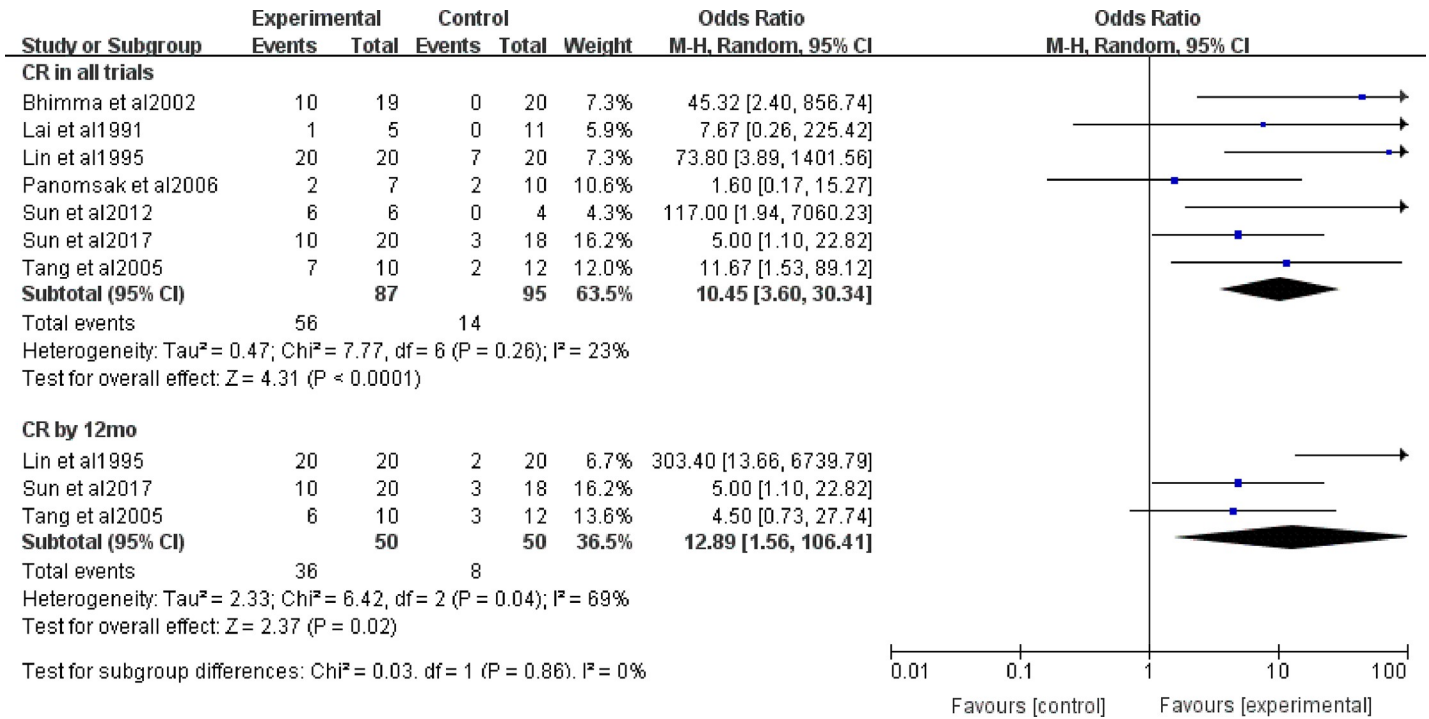 Experimental Control Odds Ratio Odds Ratio
Study or Subgroup Events Total Events Total Weight M-H, Random, 95% CI M-H, Random, 95% CI
CR in all trials
Bhimma et al2002 10 19 0 20 7.3% 45.32 [2.40, 856.74]
Lai et al1991 1 5 0 11 5.9% 7.67 [0.26, 225.42]
Lin et al1995 20 20 7 20 7.3% 73.80 [3.89, 1401.56]
Panomsak et al2006 2 7 2 10 10.6% 1.60 [0.17, 15.27]
Sun et al2012 6 6 0 4 4.3% 117.00 [1.94, 7060.23]
Sun et al2017 10 20 3 18 16.2% 5.00 [1.10, 22.82]
Tang et al2005 7 10 2 12 12.0% 11.67 [1.53, 89.12]
Subtotal (95% CI) 87 95 63.5% 10.45 [3.60, 30.34]
Total events 56 14
Heterogeneity: Tau² = 0.47; Chi² = 7.77, df = 6 (P = 0.26); I² = 23%
Test for overall effect: Z = 4.31 (P < 0.0001)
CR by 12mo
Lin et al1995 20 20 2 20 6.7% 303.40 [13.66, 6739.79]
Sun et al2017 10 20 3 18 16.2% 5.00 [1.10, 22.82]
Tang et al2005 6 10 3 12 13.6% 4.50 [0.73, 27.74]
Subtotal (95% CI) 50 50 36.5% 12.89 [1.56, 106.41]
Total events 36 8
Heterogeneity: Tau² = 2.33; Chi² = 6.42, df = 2 (P = 0.04); I² = 69%
Test for overall effect: Z = 2.37 (P = 0.02)
Test for subgroup differences: Chi² = 0.03. df = 1 (P = 0.86). I² = 0%
0.01 0.1 1 10 100
Favours [control] Favours [experimental]